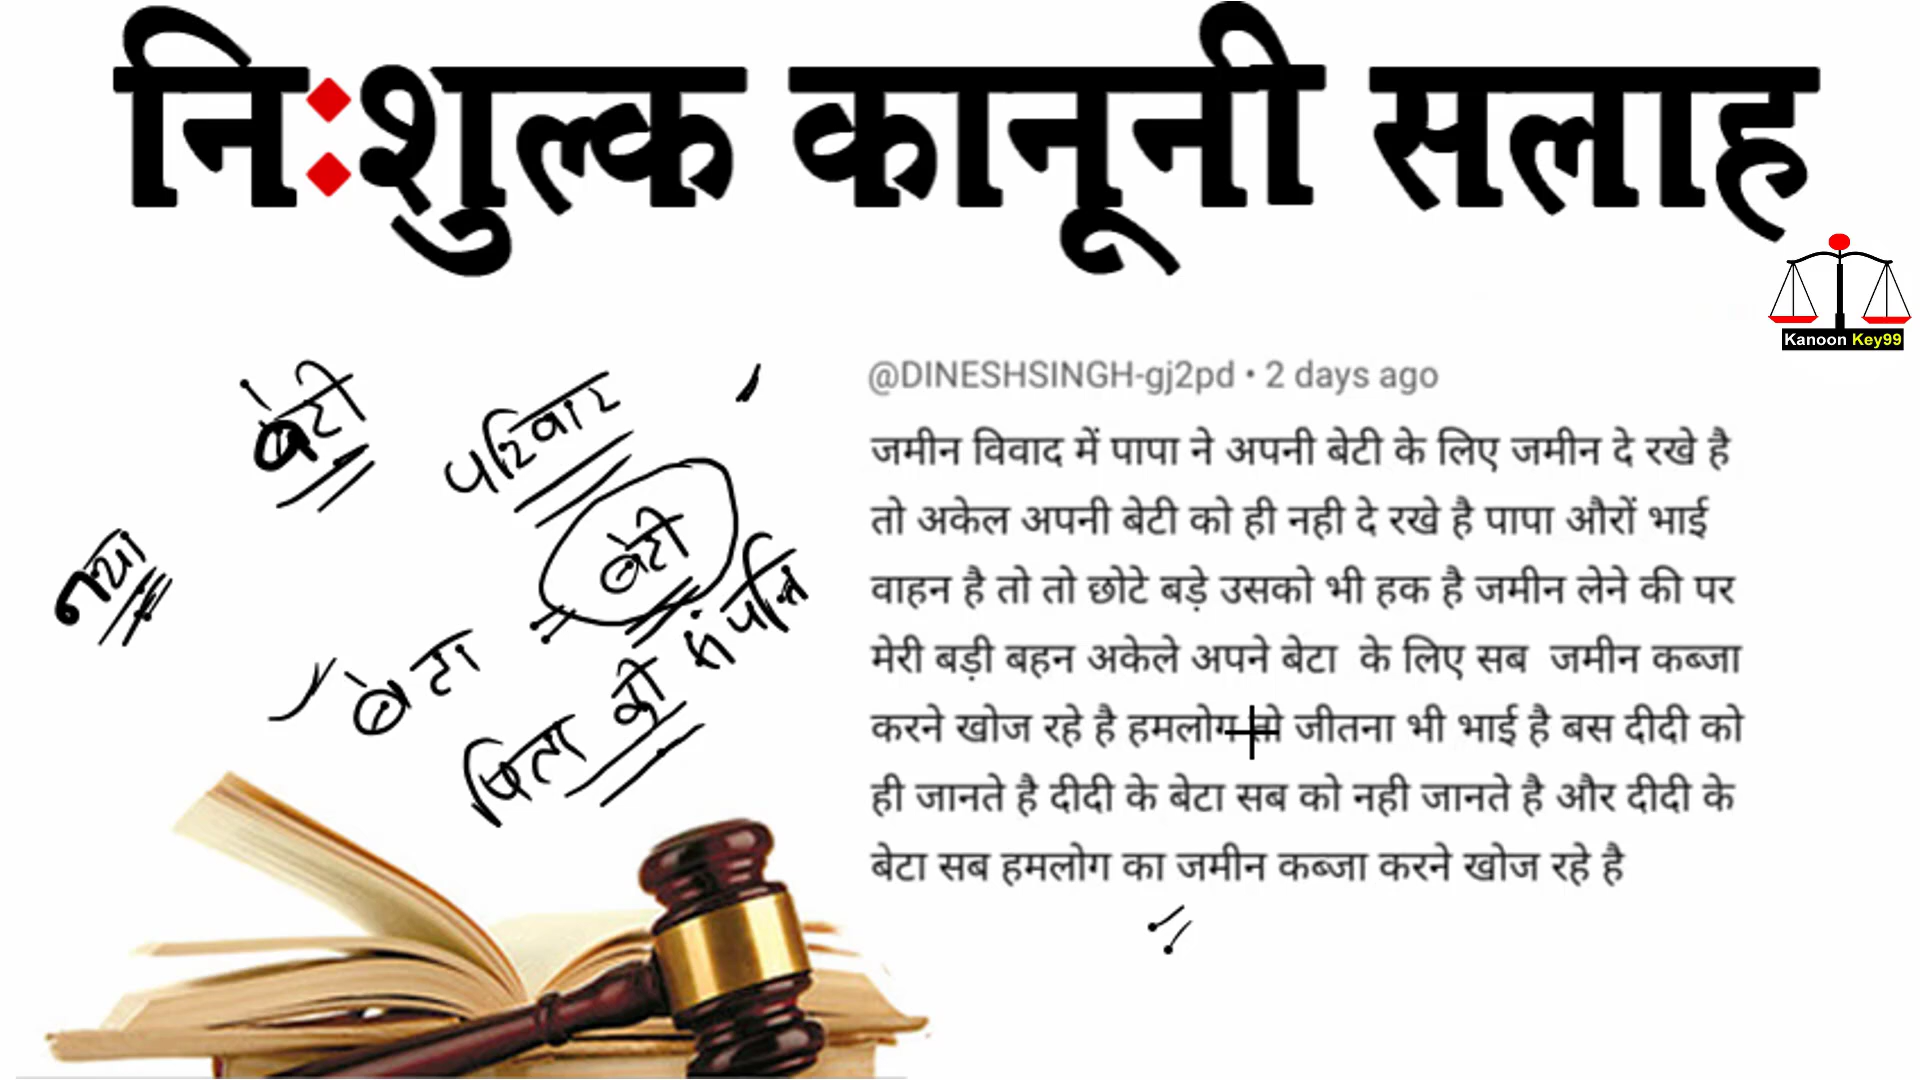 नि:शुल्क कानूनी सलाह
Kanoon Key99
@DINESHSINGH-gj2pd • 2 days ago
जमीन विवाद में पापा ने अपनी बेटी के लिए जमीन दे रखे है
तो अकेल अपनी बेटी को ही नही दे रखे है पापा औरों भाई
वाहन है तो तो छोटे बड़े उसको भी हक है जमीन लेने की पर
मेरी बड़ी बहन अकेले अपने बेटा के लिए सब जमीन कब्जा
करने खोज रहे है हमलोग तो जीतना भी भाई है बस दीदी को
ही जानते है दीदी के बेटा सब को नही जानते है और दीदी के
बेटा सब हमलोग का जमीन कब्जा करने खोज रहे है
बेटी
परिवार
बेटी
नया
बेटा
पिता की संपत्ति